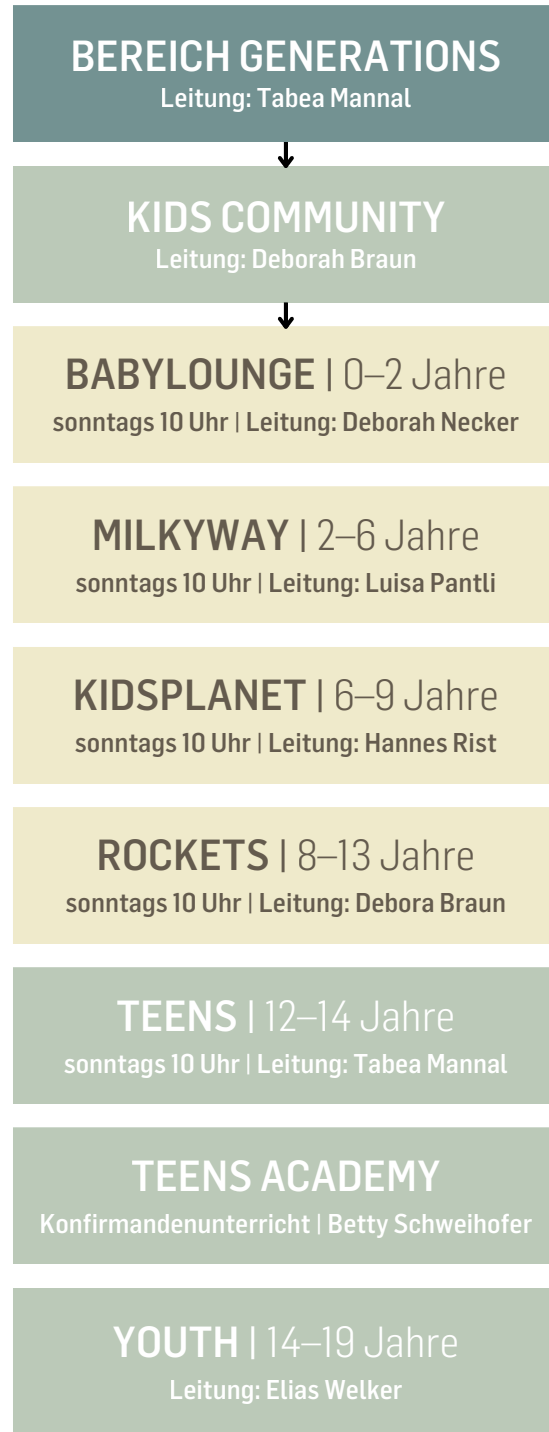 BEREICH GENERATIONS
Leitung: Tabea Mannal
KIDS COMMUNITY
Leitung: Deborah Braun
BABYLOUNGE | 0–2 Jahre
sonntags 10 Uhr | Leitung: Deborah Necker
MILKYWAY | 2–6 Jahre
sonntags 10 Uhr | Leitung: Luisa Pantli
KIDSPLANET | 6–9 Jahre
sonntags 10 Uhr | Leitung: Hannes Rist
ROCKETS | 8–13 Jahre
sonntags 10 Uhr | Leitung: Debora Braun
TEENS | 12–14 Jahre
sonntags 10 Uhr | Leitung: Tabea Mannal
TEENS ACADEMY
Konfirmandenunterricht | Betty Schweihofer
YOUTH | 14–19 Jahre
Leitung: Elias Welker